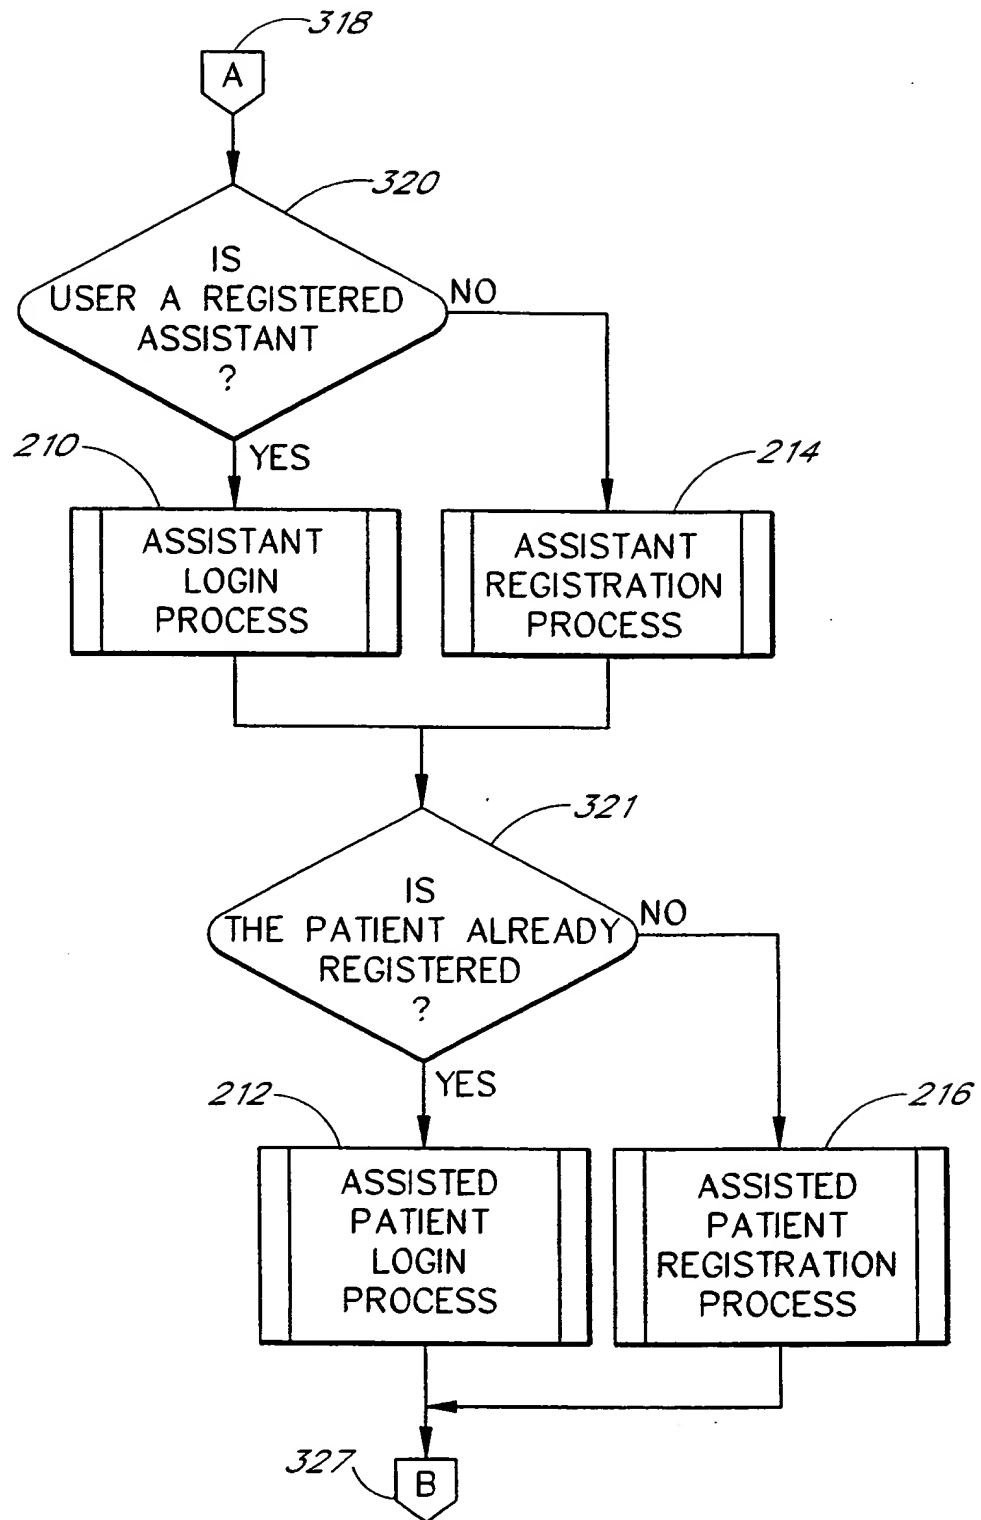 318
A
320
IS
USER A REGISTERED
ASSISTANT
?
NO
YES
210
214
ASSISTANT
LOGIN
PROCESS
ASSISTANT
REGISTRATION
PROCESS
321
IS
THE PATIENT ALREADY
REGISTERED
?
NO
YES
212
216
ASSISTED
PATIENT
LOGIN
PROCESS
ASSISTED
PATIENT
REGISTRATION
PROCESS
327
B